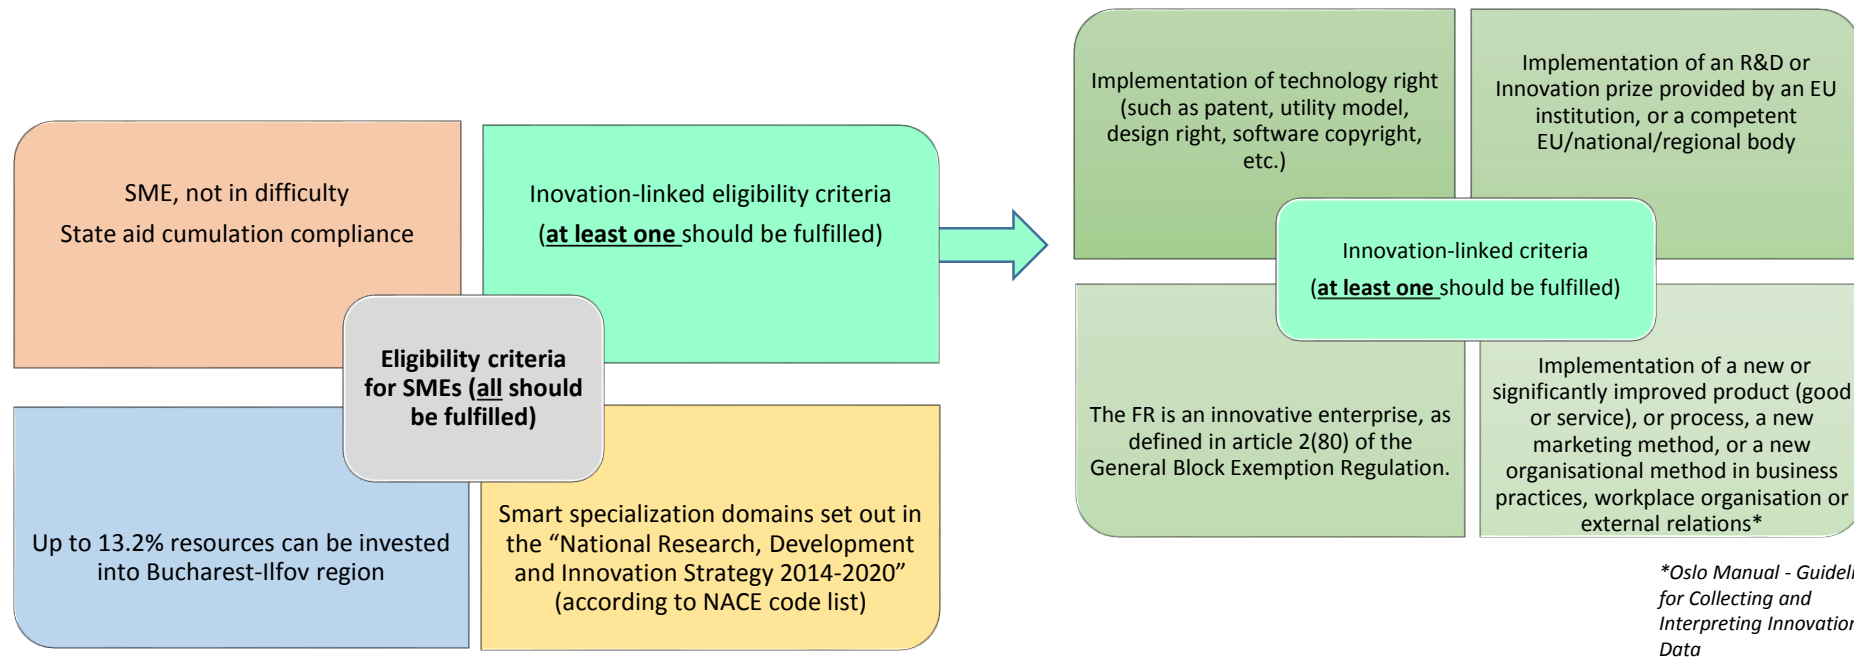 SME, not in difficulty
State aid cumulation compliance
Inovation-linked eligibility criteria
(at least one should be fulfilled)
Eligibility criteria
for SMEs (all should
be fulfilled)
Up to 13.2% resources can be invested
into Bucharest-Ilfov region
Smart specialization domains set out in
the “National Research, Development
and Innovation Strategy 2014-2020”
(according to NACE code list)
Implementation of technology right
(such as patent, utility model,
design right, software copyright,
etc.)
Implementation of an R&D or
Innovation prize provided by an EU
institution, or a competent
EU/national/regional body
Innovation-linked criteria
(at least one should be fulfilled)
The FR is an innovative enterprise, as
defined in article 2(80) of the
General Block Exemption Regulation.
Implementation of a new or
significantly improved product (good
or service), or process, a new
marketing method, or a new
organisational method in business
practices, workplace organisation or
external relations*
*Oslo Manual -
for Collecting and
Interpreting Innovation
Data